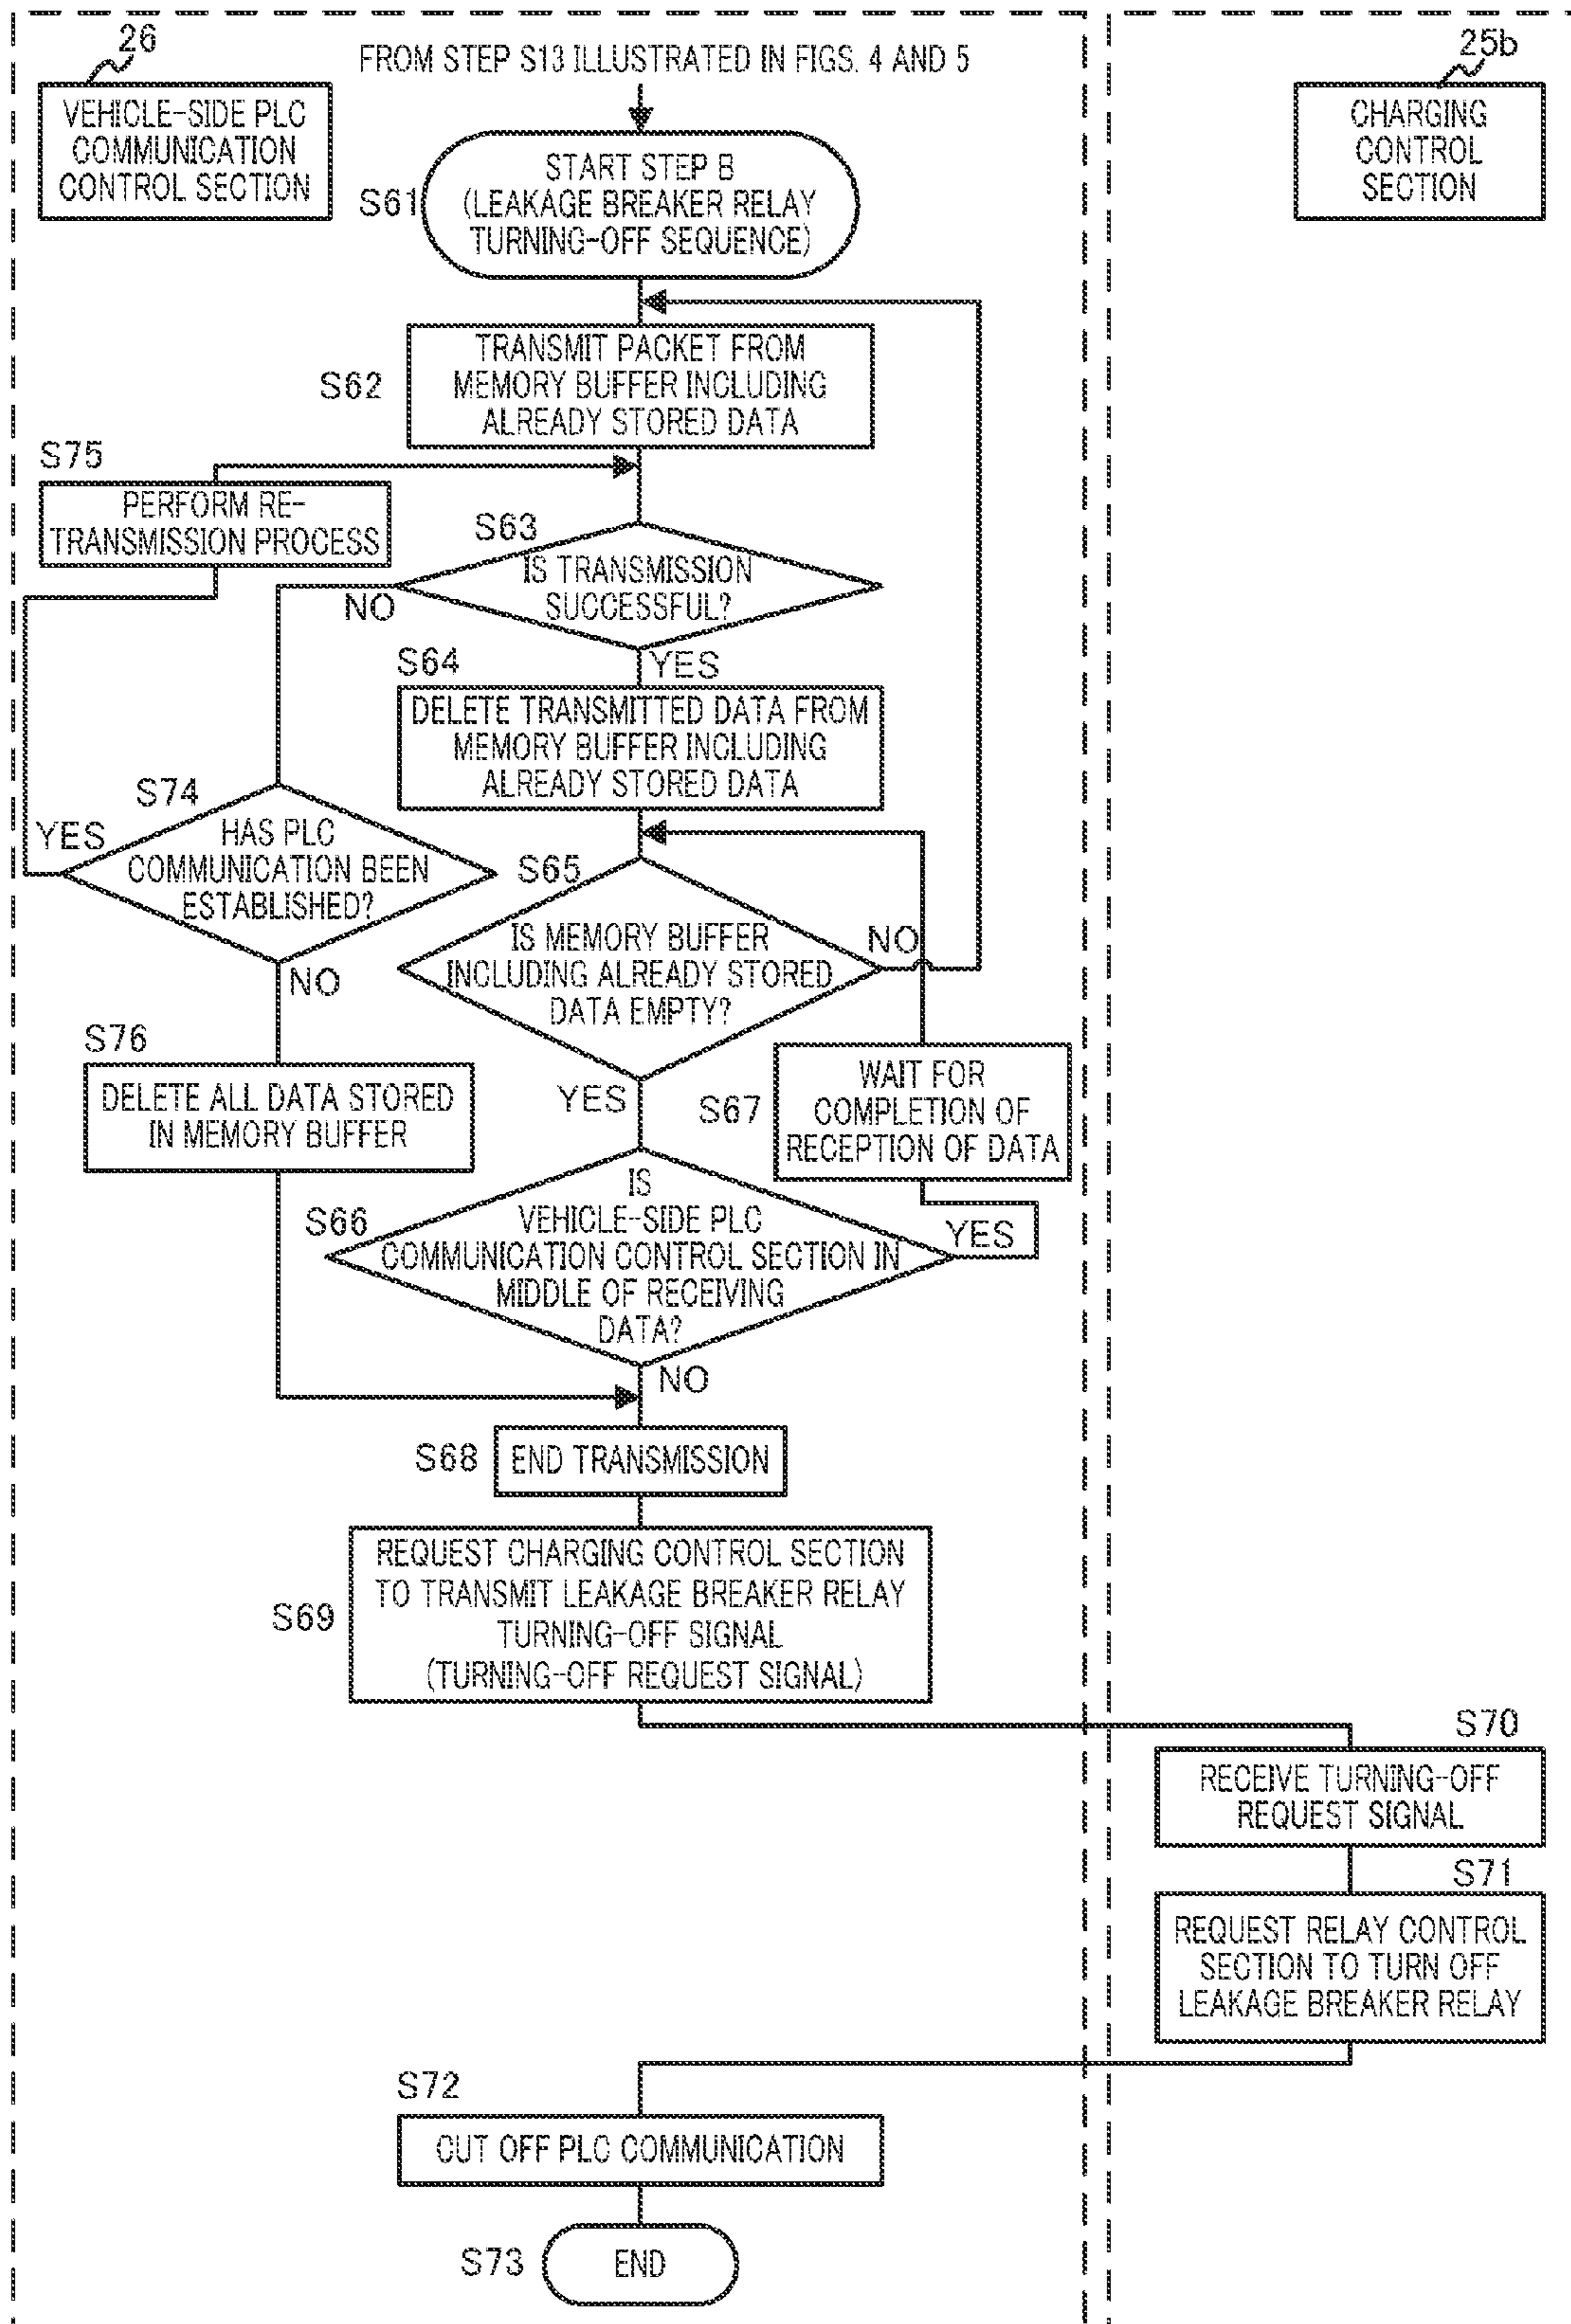 26
VEHICLE-SIDE PLC
COMMUNICATION
CONTROL SECTION
FROM STEP S13 ILLUSTRATED IN FIGS. 4 AND 5
25b
CHARGING
CONTROL
SECTION
S61
START STEP B
(LEAKAGE BREAKER RELAY
TURNING-OFF SEQUENCE)
S62
TRANSMIT PACKET FROM
MEMORY BUFFER INCLUDING
ALREADY STORED DATA
S75
PERFORM RE-
TRANSMISSION PROCESS
S63
IS TRANSMISSION
SUCCESSFUL?
NO
YES
S64
DELETE TRANSMITTED DATA FROM
MEMORY BUFFER INCLUDING
ALREADY STORED DATA
S74
YES
HAS PLC
COMMUNICATION BEEN
ESTABLISHED?
NO
S65
IS MEMORY BUFFER
INCLUDING ALREADY STORED
DATA EMPTY?
NO
YES
S76
DELETE ALL DATA STORED
IN MEMORY BUFFER
S67
WAIT FOR
COMPLETION OF
RECEPTION OF DATA
S66
IS
VEHICLE-SIDE PLC
COMMUNICATION CONTROL SECTION IN
MIDDLE OF RECEIVING
DATA?
YES
NO
S68
END TRANSMISSION
S69
REQUEST CHARGING CONTROL SECTION
TO TRANSMIT LEAKAGE BREAKER RELAY
TURNING-OFF SIGNAL
(TURNING-OFF REQUEST SIGNAL)
S70
RECEIVE TURNING-OFF
REQUEST SIGNAL
S71
REQUEST RELAY CONTROL
SECTION TO TURN OFF
LEAKAGE BREAKER RELAY
S72
CUT OFF PLC COMMUNICATION
S73
END